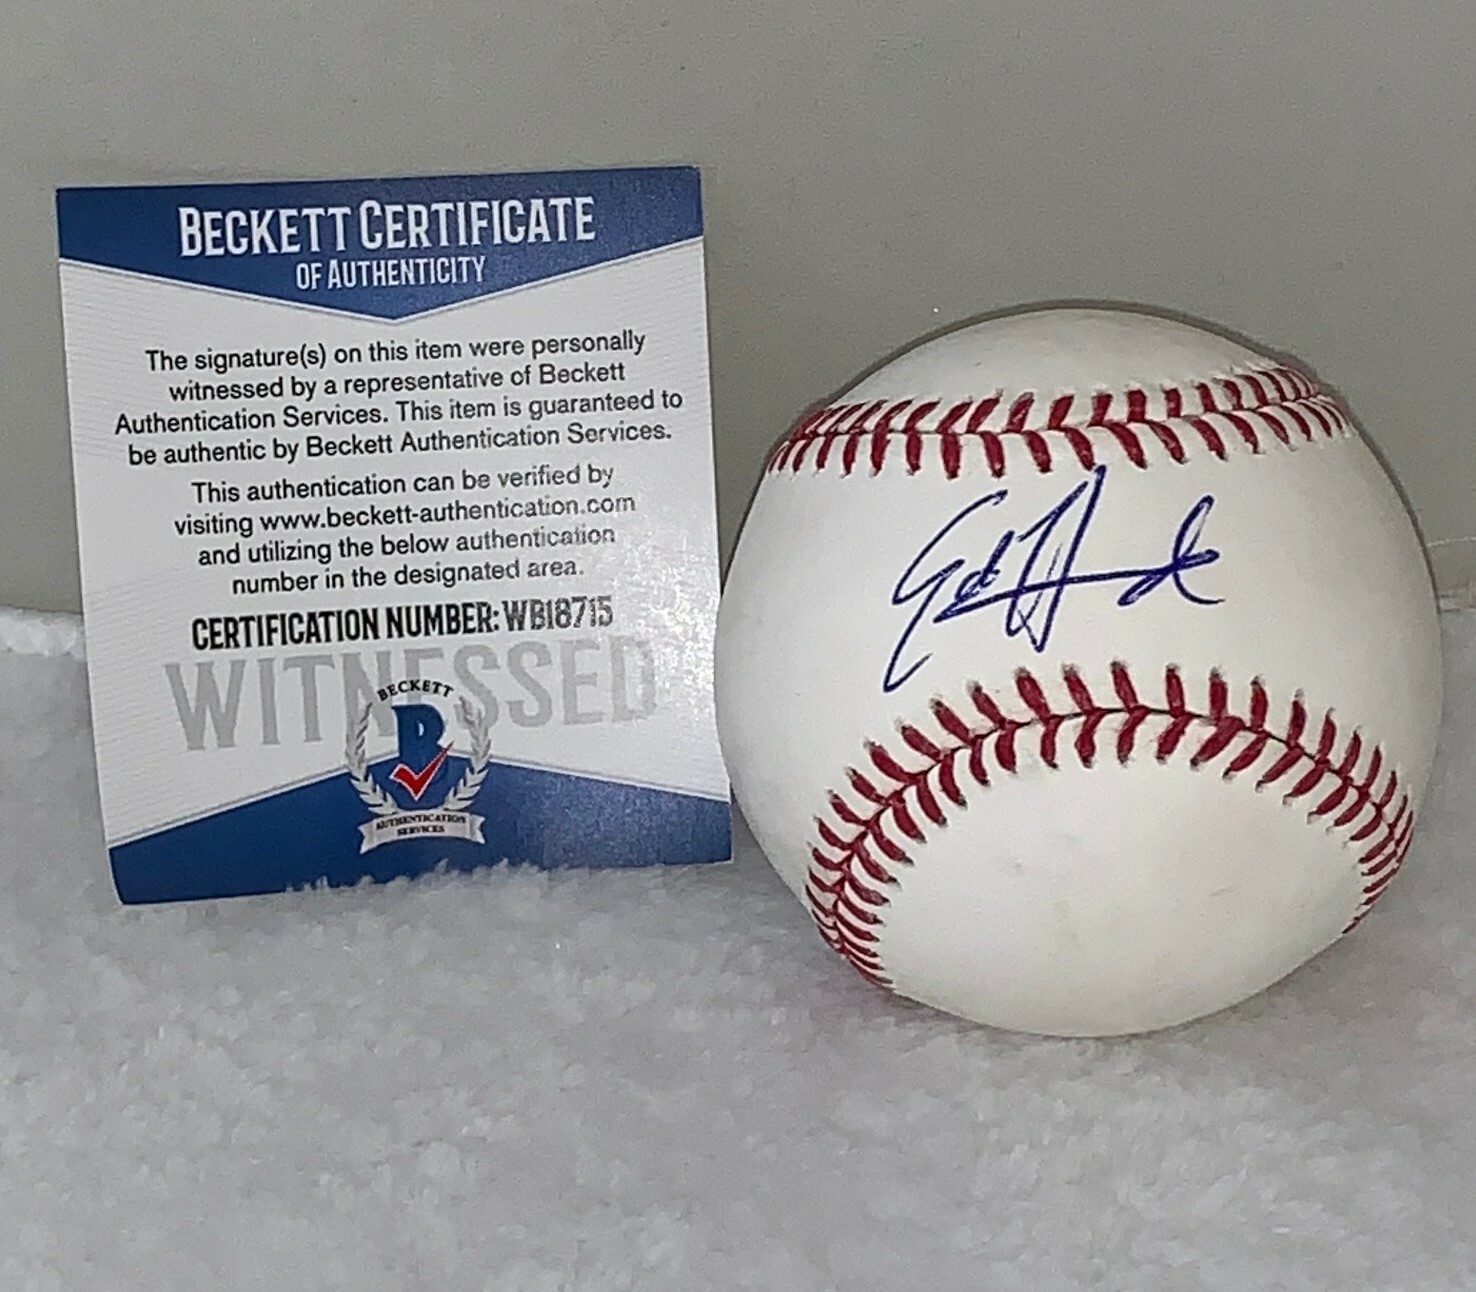 BECKETT CERTIFICATE
OF AUTHENTICITY
The signature(s) on this item were personally
witnessed by a representative of Beckett
Authentication Services. This item is guaranteed to
be authentic by Beckett Authentication Services.
This authentication can be verified by
visiting www.beckett-authentication.com
and utilizing the below authentication
number in the designated area.
CERTIFICATION NUMBER: WB18715
WITNESSED
BECKETT
B
AUTHENTICATION
SERVICES